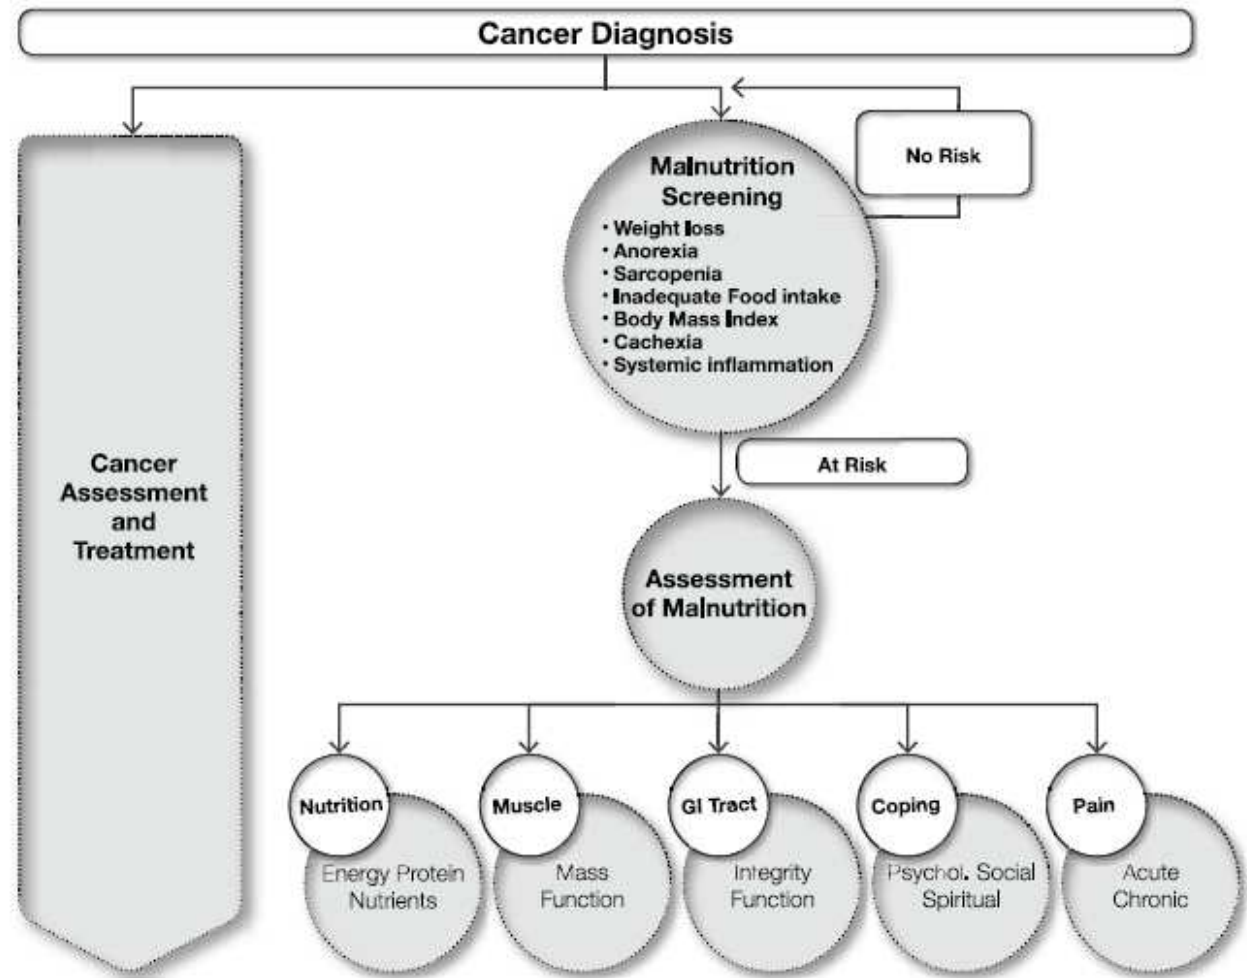 Cancer Diagnosis
No Risk
Malnutrition
Screening
• Weight loss
• Anorexia
• Sarcopenia
• Inadequate Food intake
• Body Mass Index
• Cachexia
• Systemic inflammation
At Risk
Cancer
Assessment
and
Treatment
Assessment
of Malnutrition
Nutrition
Energy Protein
Nutrients
Muscle
Mass
Function
GI Tract
Integrity
Function
Coping
Psychol. Social
Spiritual
Pain
Acute
Chronic